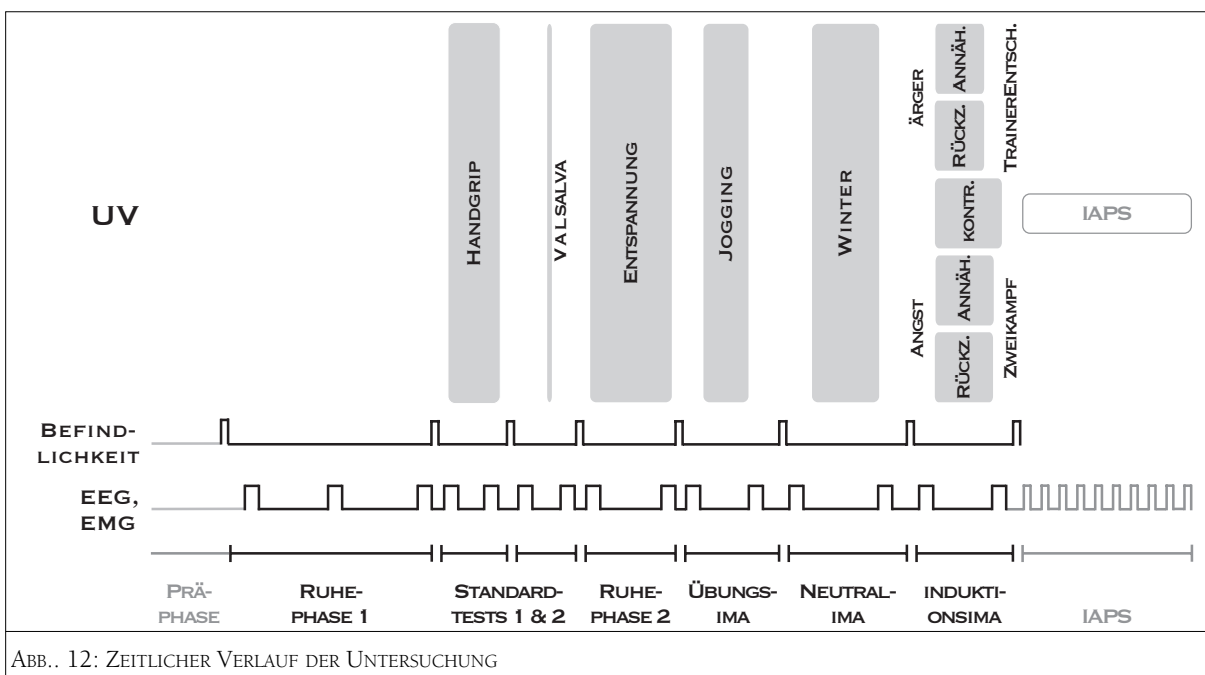 UV
HANDGRIP
VALSALVA
ENTSPANNUNG
JOGGING
WINTER
ÄRGER
ANNÄH.
RÜCKZ.
TRAINERENTSCH.
KONTR.
ANGST
ANNÄH.
RÜCKZ.
ZWEIKAMPF
IAPS
BEFIND-
LICHKEIT
EEG,
EMG
PRÄ-
PHASE
RUHE-
PHASE 1
STANDARD-
TESTS 1 & 2
RUHE-
PHASE 2
ÜBUNGS-
IMA
NEUTRAL-
IMA
INDUKTI-
ONSIMA
IAPS
ABB.. 12: ZEITLICHER VERLAUF DER UNTERSUCHUNG